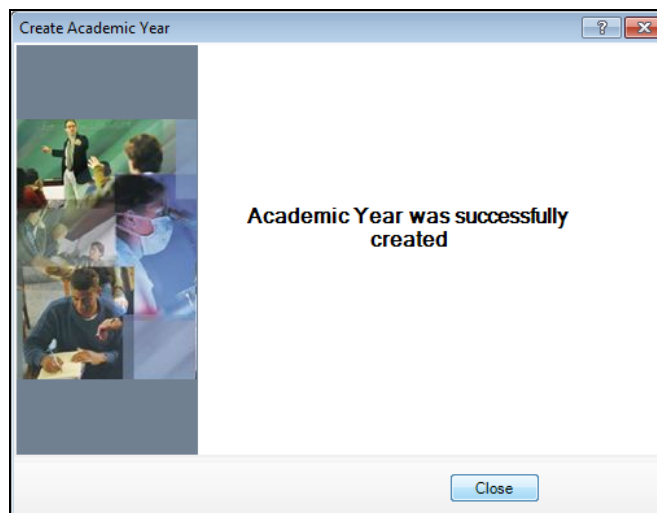 Create Academic Year
?
Academic Year was successfully
created
Close